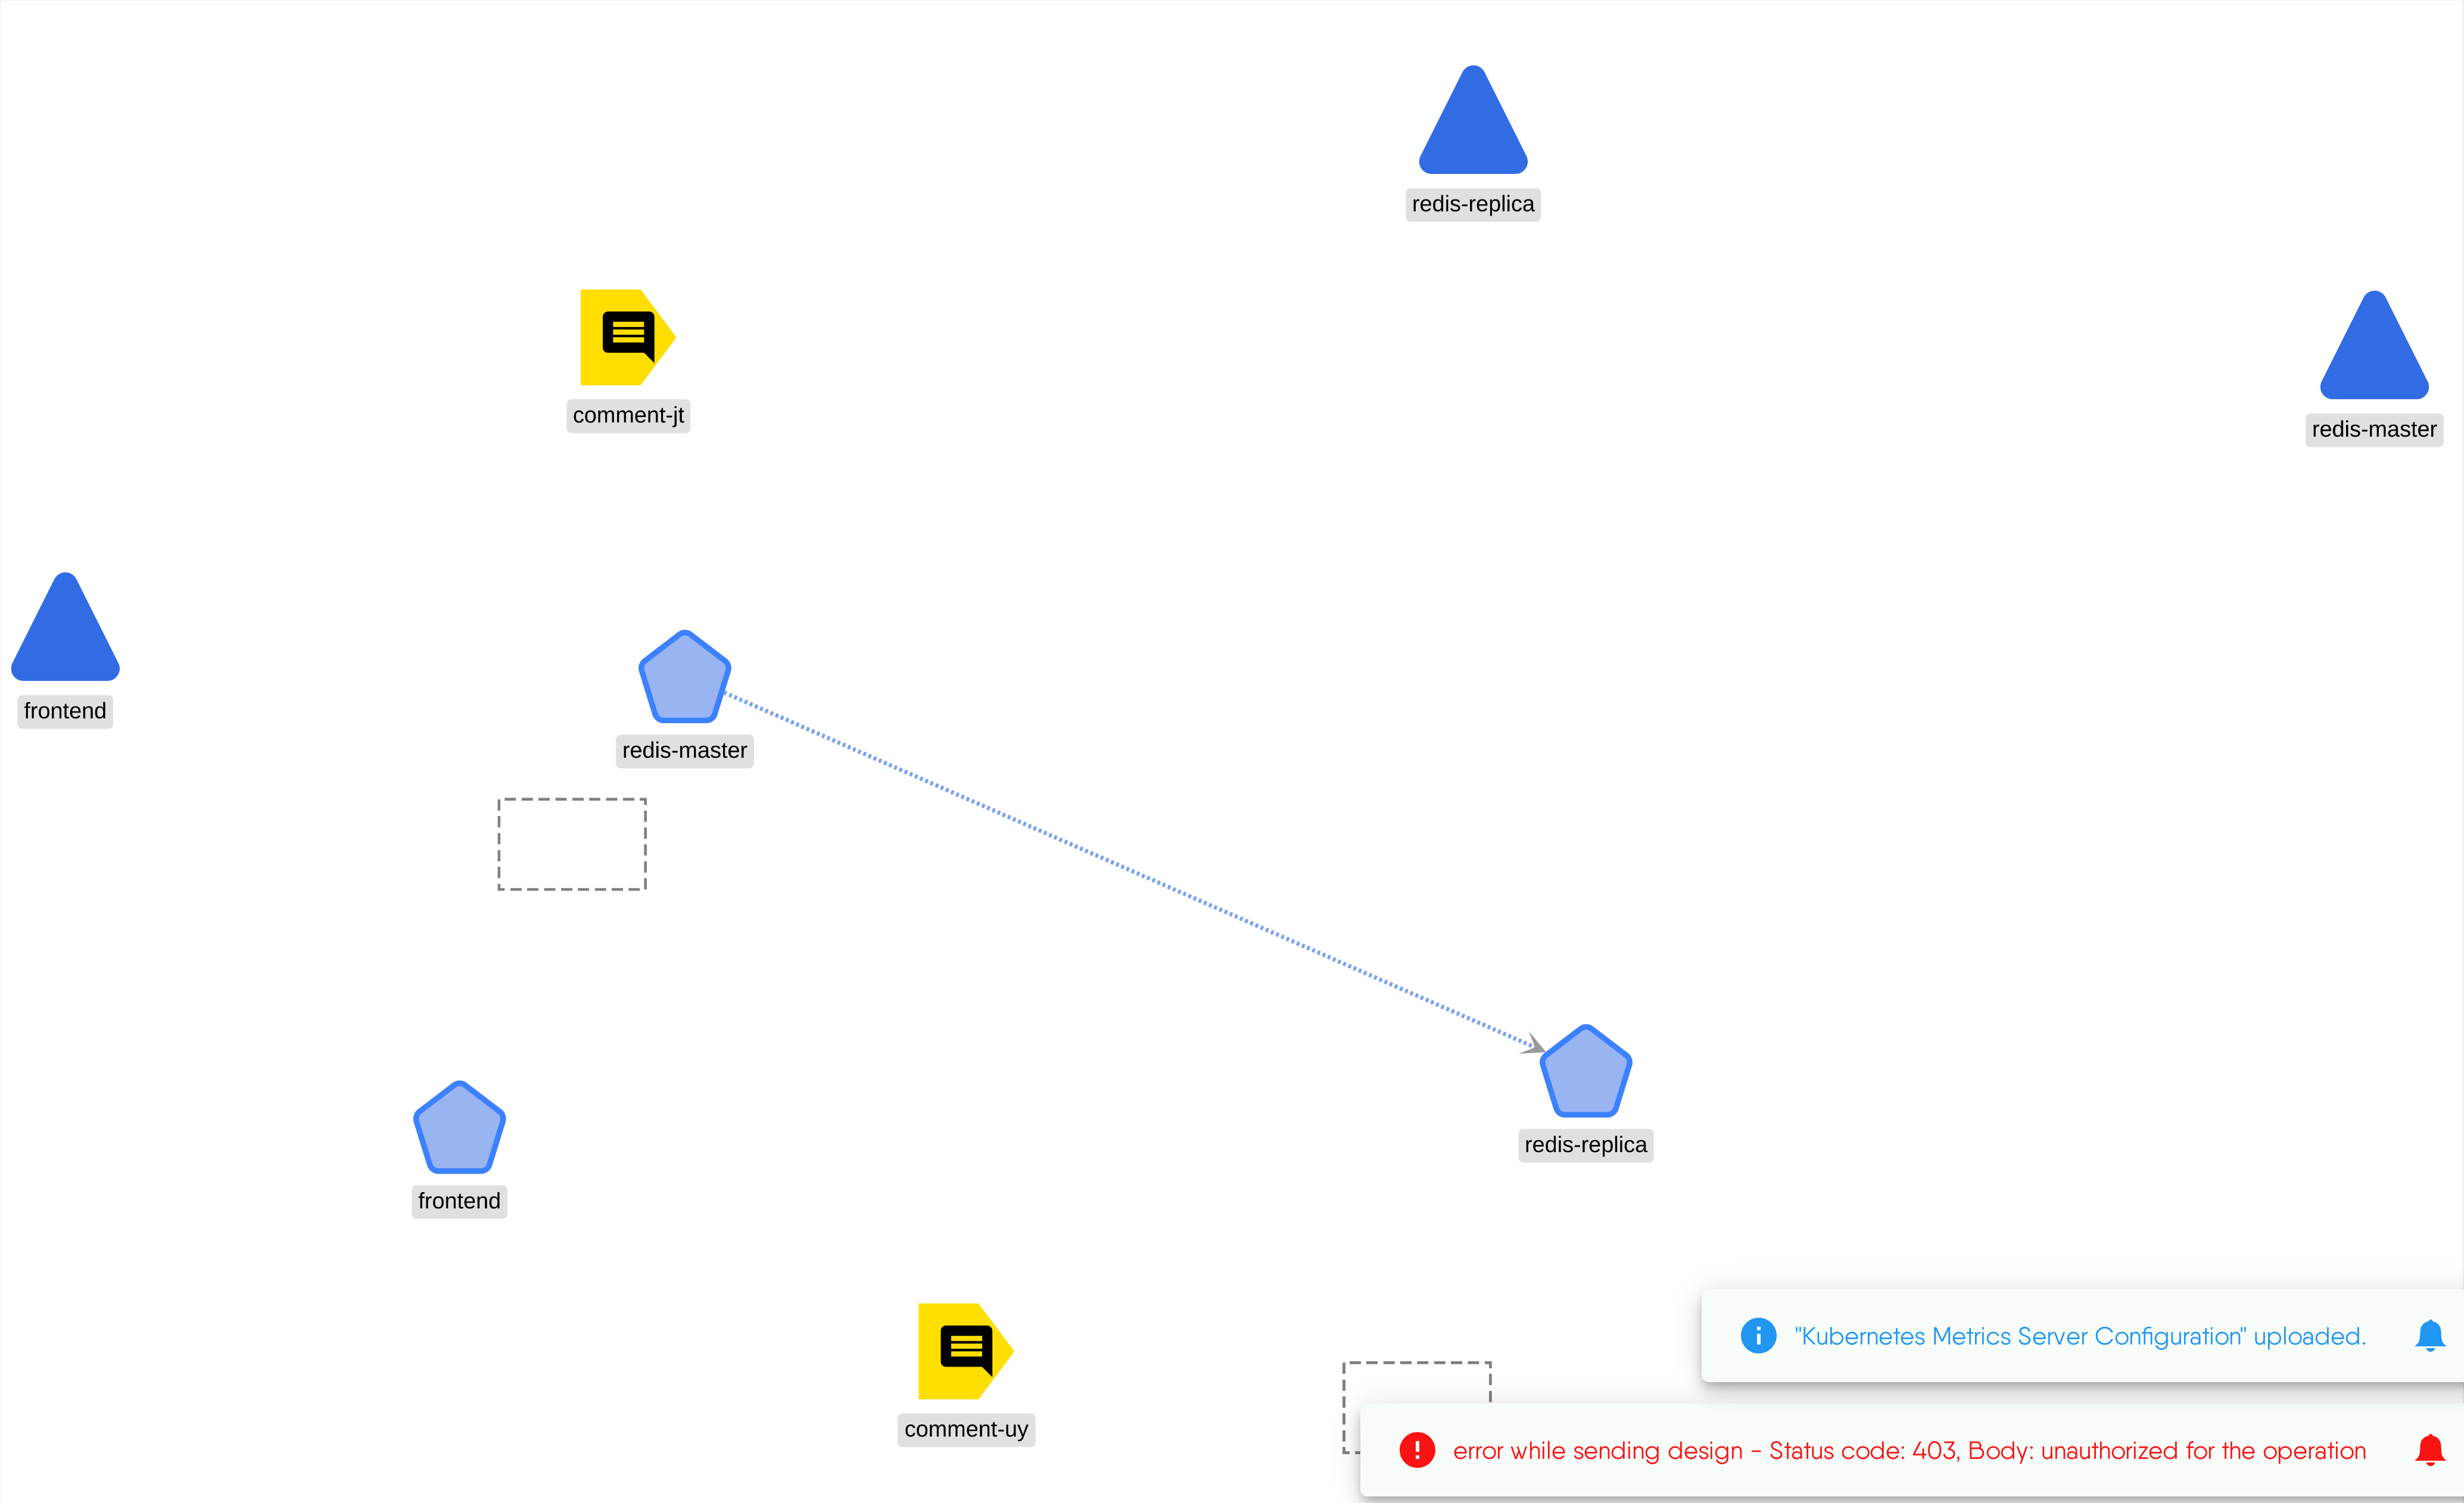 redis-replica
comment-jt
redis-master
frontend
redis-master
redis-replica
frontend
"Kubernetes Metrics Server Configuration" uploaded.
comment-uy
error while sending design - Status code: 403, Body: unauthorized for the operation